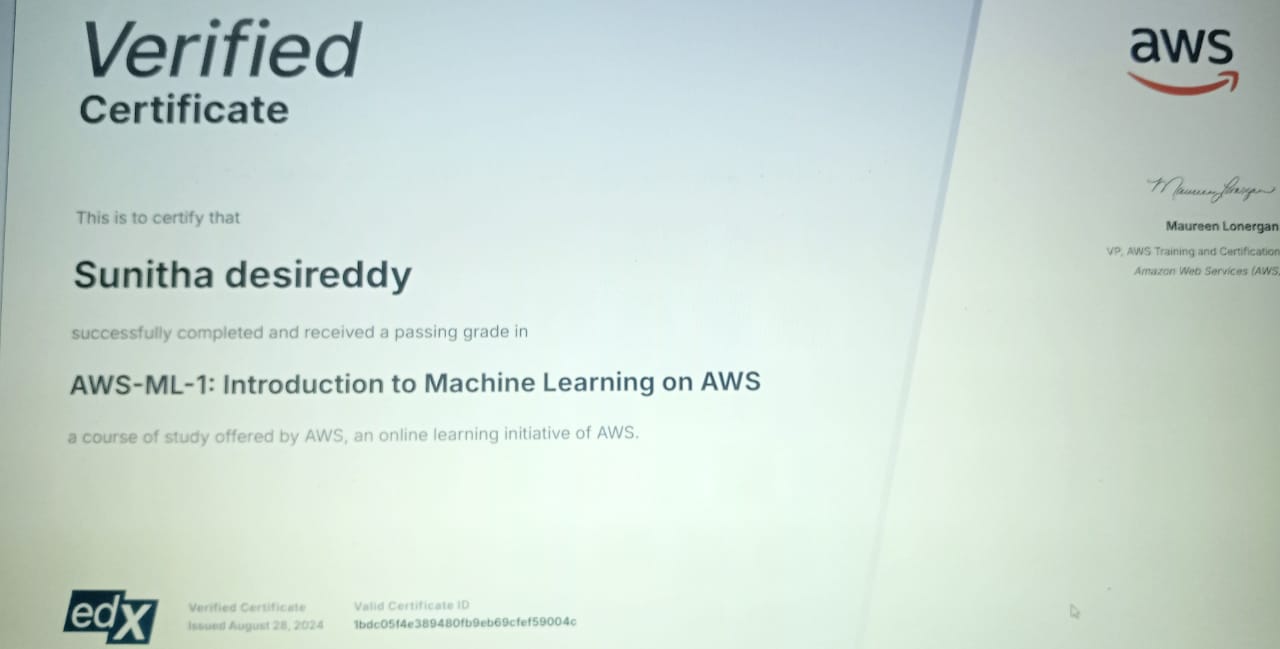 Verified
Certificate
This is to certify that
Sunitha desireddy
successfully completed and received a passing grade in
AWS-ML-1: Introduction to Machine Learning on AWS
a course of study offered by AWS, an online learning initiative of AWS.
aws
Maureen Lonergan
Maureen Lonergan
VP, AWS Training and Certification
Amazon Web Services (AWS
edX
Verified Certificate
Issued August 28, 2024
Valid Certificate ID
1bdc05f4e389480fb9eb69cfef59004c